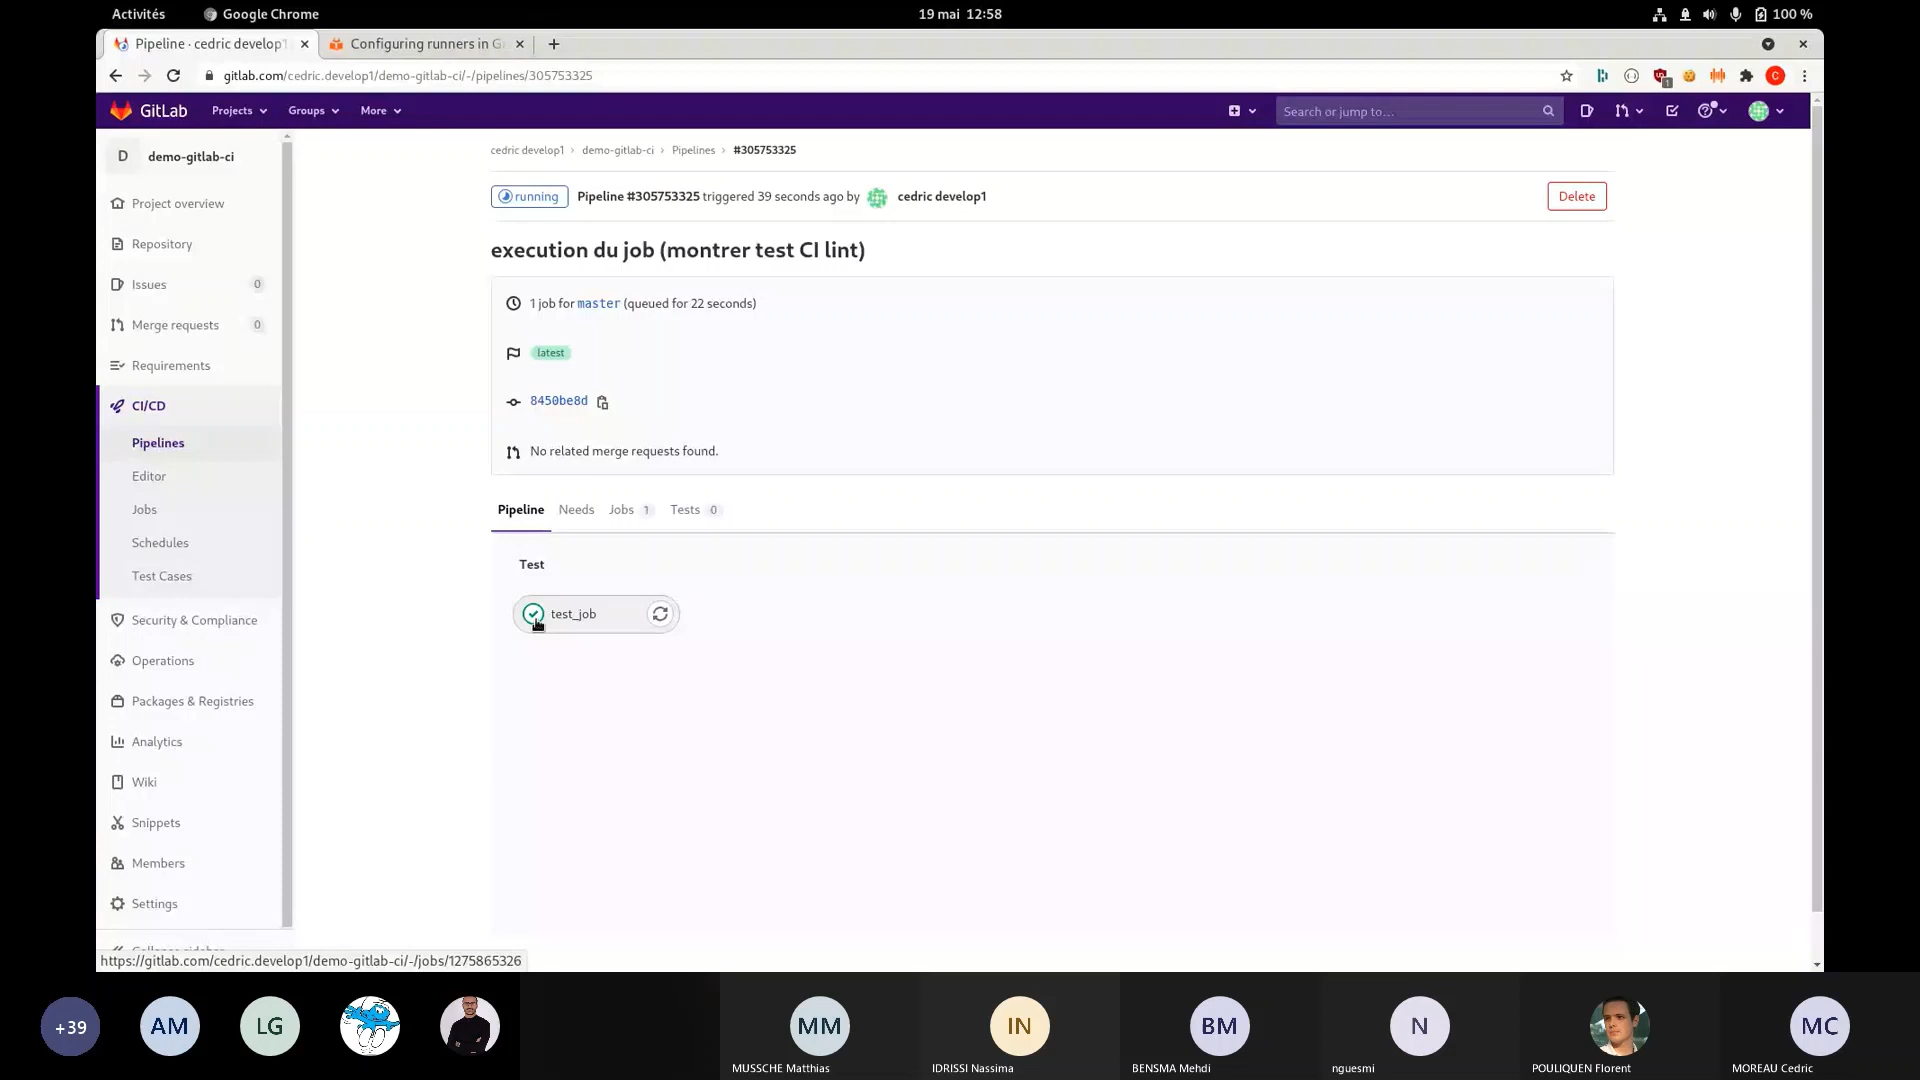 Activités
Google Chrome
19 mai 12:58
100 %
Pipeline · cedric develop1
Configuring runners in G
gitlab.com/cedric.develop1/demo-gitlab-ci/-/pipelines/305753325
C
GitLab
Projects
Groups
More
Search or jump to...
D
demo-gitlab-ci
Project overview
Repository
Issues 0
Merge requests 0
Requirements
CI/CD
Pipelines
Editor
Jobs
Schedules
Test Cases
Security & Compliance
Operations
Packages & Registries
Analytics
Wiki
Snippets
Members
Settings
Collapse sidebar
https://gitlab.com/cedric.develop1/demo-gitlab-ci/-/jobs/1275865326
cedric develop1 › demo-gitlab-ci › Pipelines › #305753325
running
Pipeline #305753325 triggered 39 seconds ago by cedric develop1
Delete
execution du job (montrer test CI lint)
1 job for master (queued for 22 seconds)
latest
8450be8d
No related merge requests found.
Pipeline Needs Jobs 1 Tests 0
Test
test_job
+39
AM
LG
MM
IN
BM
N
MC
MUSSCHE Matthias
IDRISSI Nassima
BENSMA Mehdi
nguesmi
POULIQUEN Florent
MOREAU Cedric